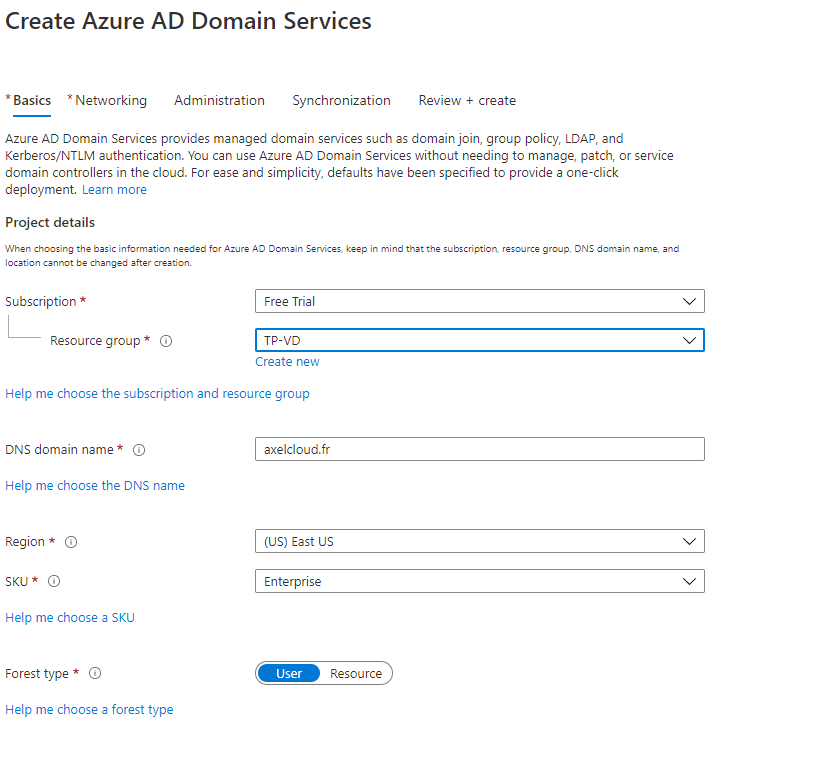 Create Azure AD Domain Services
* Basics * Networking Administration Synchronization Review + create
Azure AD Domain Services provides managed domain services such as domain join, group policy, LDAP, and
Kerberos/NTLM authentication. You can use Azure AD Domain Services without needing to manage, patch, or service
domain controllers in the cloud. For ease and simplicity, defaults have been specified to provide a one-click
deployment. Learn more
Project details
When choosing the basic information needed for Azure AD Domain Services, keep in mind that the subscription, resource group, DNS domain name, and
location cannot be changed after creation.
Subscription * Free Trial
Resource group * TP-VD
Create new
Help me choose the subscription and resource group
DNS domain name * axelcloud.fr
Help me choose the DNS name
Region * (US) East US
SKU * Enterprise
Help me choose a SKU
Forest type * User Resource
Help me choose a forest type